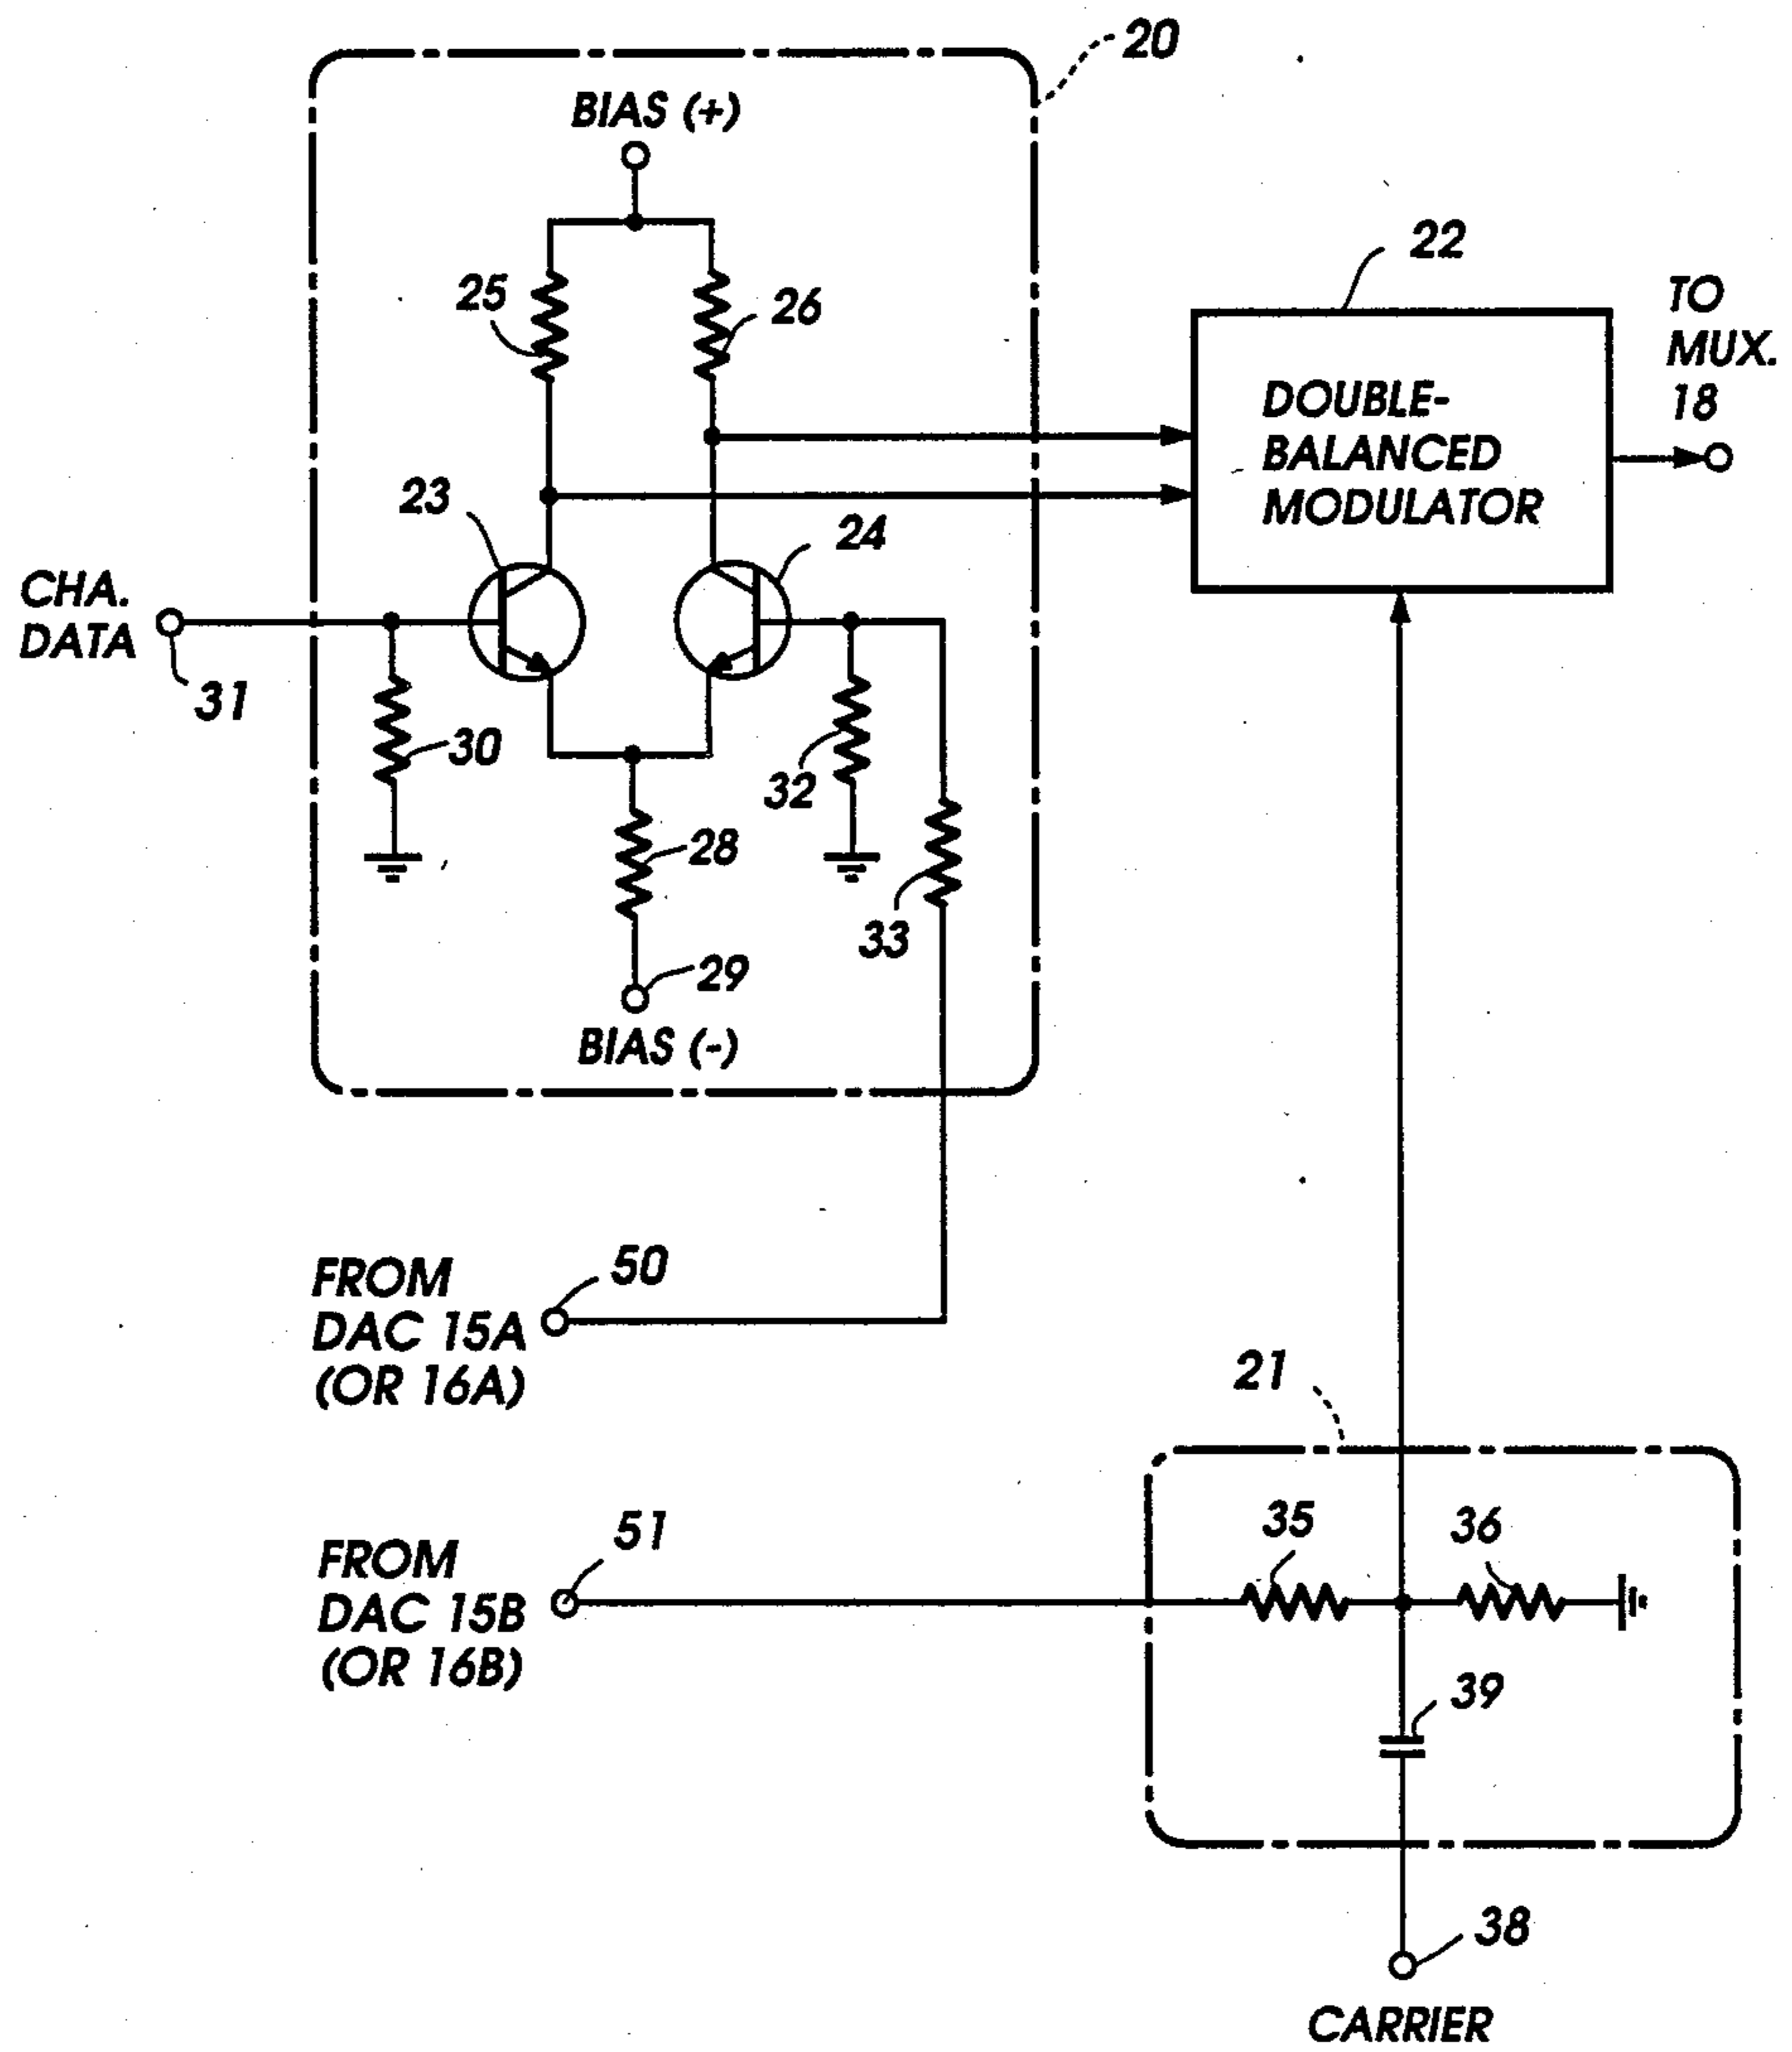 20
BIAS (+)
22
25
26
TO
MUX.
18
DOUBLE-
BALANCED
MODULATOR
23
24
CHA.
DATA
31
30
32
28
33
29
BIAS (-)
50
FROM
DAC 15A
(OR 16A)
21
51
35
36
FROM
DAC 15B
(OR 16B)
39
38
CARRIER